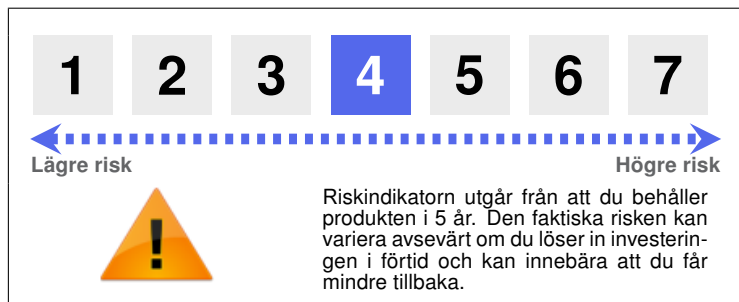 1 2 3 4 5 6 7
Lägre risk Högre risk
!
Riskindikatorn utgår från att du behåller
produkten i 5 år. Den faktiska risken kan
variera avsevärt om du löser in investerin-
gen i förtid och kan innebära att du får
mindre tillbaka.